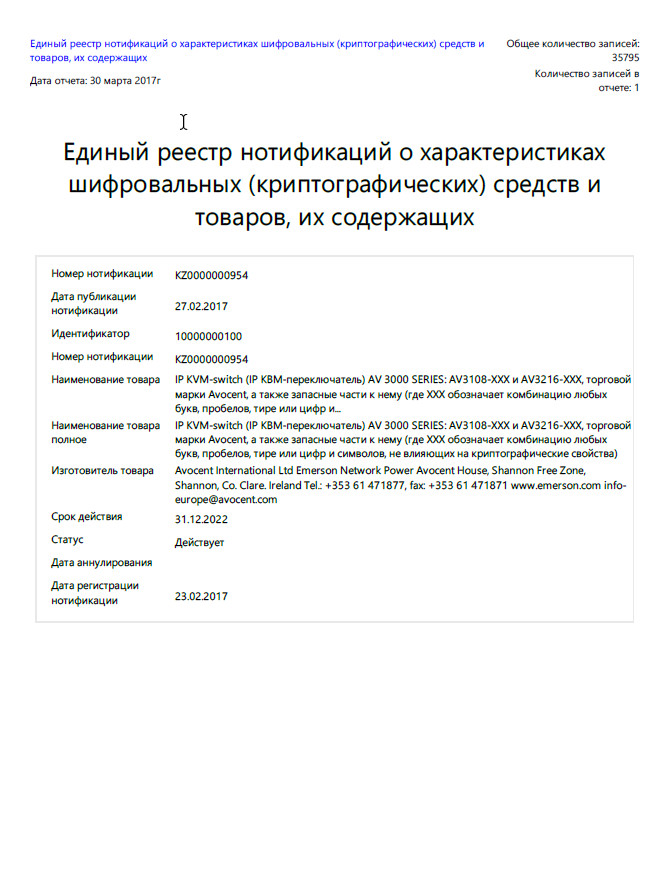 Единый реестр нотификаций о характеристиках шифровальных (криптографических) средств и
товаров, их содержащих
Дата отчета: 30 марта 2017г
Общее количество записей:
35795
Количество записей в
отчете: 1
Единый реестр нотификаций о характеристиках
шифровальных (криптографических) средств и
товаров, их содержащих
Номер нотификации KZ0000000954
Дата публикации
нотификации 27.02.2017
Идентификатор 10000000100
Номер нотификации KZ0000000954
Наименование товара IP KVM-switch (IP КВМ-переключатель) AV 3000 SERIES: AV3108-XXX и AV3216-XXX, торговой
марки Avocent, а также запасные части к нему (где XXX обозначает комбинацию любых
букв, пробелов, тире или цифр и...
Наименование товара IP KVM-switch (IP КВМ-переключатель) AV 3000 SERIES: AV3108-XXX и AV3216-XXX, торговой
полное марки Avocent, а также запасные части к нему (где XXX обозначает комбинацию любых
букв, пробелов, тире или цифр и символов, не влияющих на криптографические свойства)
Изготовитель товара Avocent International Ltd Emerson Network Power Avocent House, Shannon Free Zone,
Shannon, Co. Clare. Ireland Tel.: +353 61 471877, fax: +353 61 471871 www.emerson.com info-
europe@avocent.com
Срок действия 31.12.2022
Статус Действует
Дата аннулирования
Дата регистрации
нотификации 23.02.2017